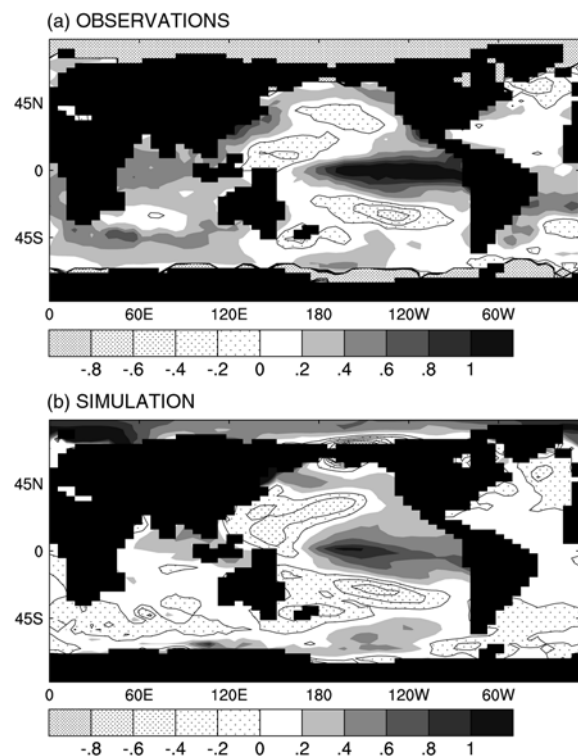 (a) OBSERVATIONS
45N
0
45S
0 60E 120E 180 120W 60W
-.8 -.6 -.4 -.2 0 .2 .4 .6 .8 1
(b) SIMULATION
45N
0
45S
0 60E 120E 180 120W 60W
-.8 -.6 -.4 -.2 0 .2 .4 .6 .8 1